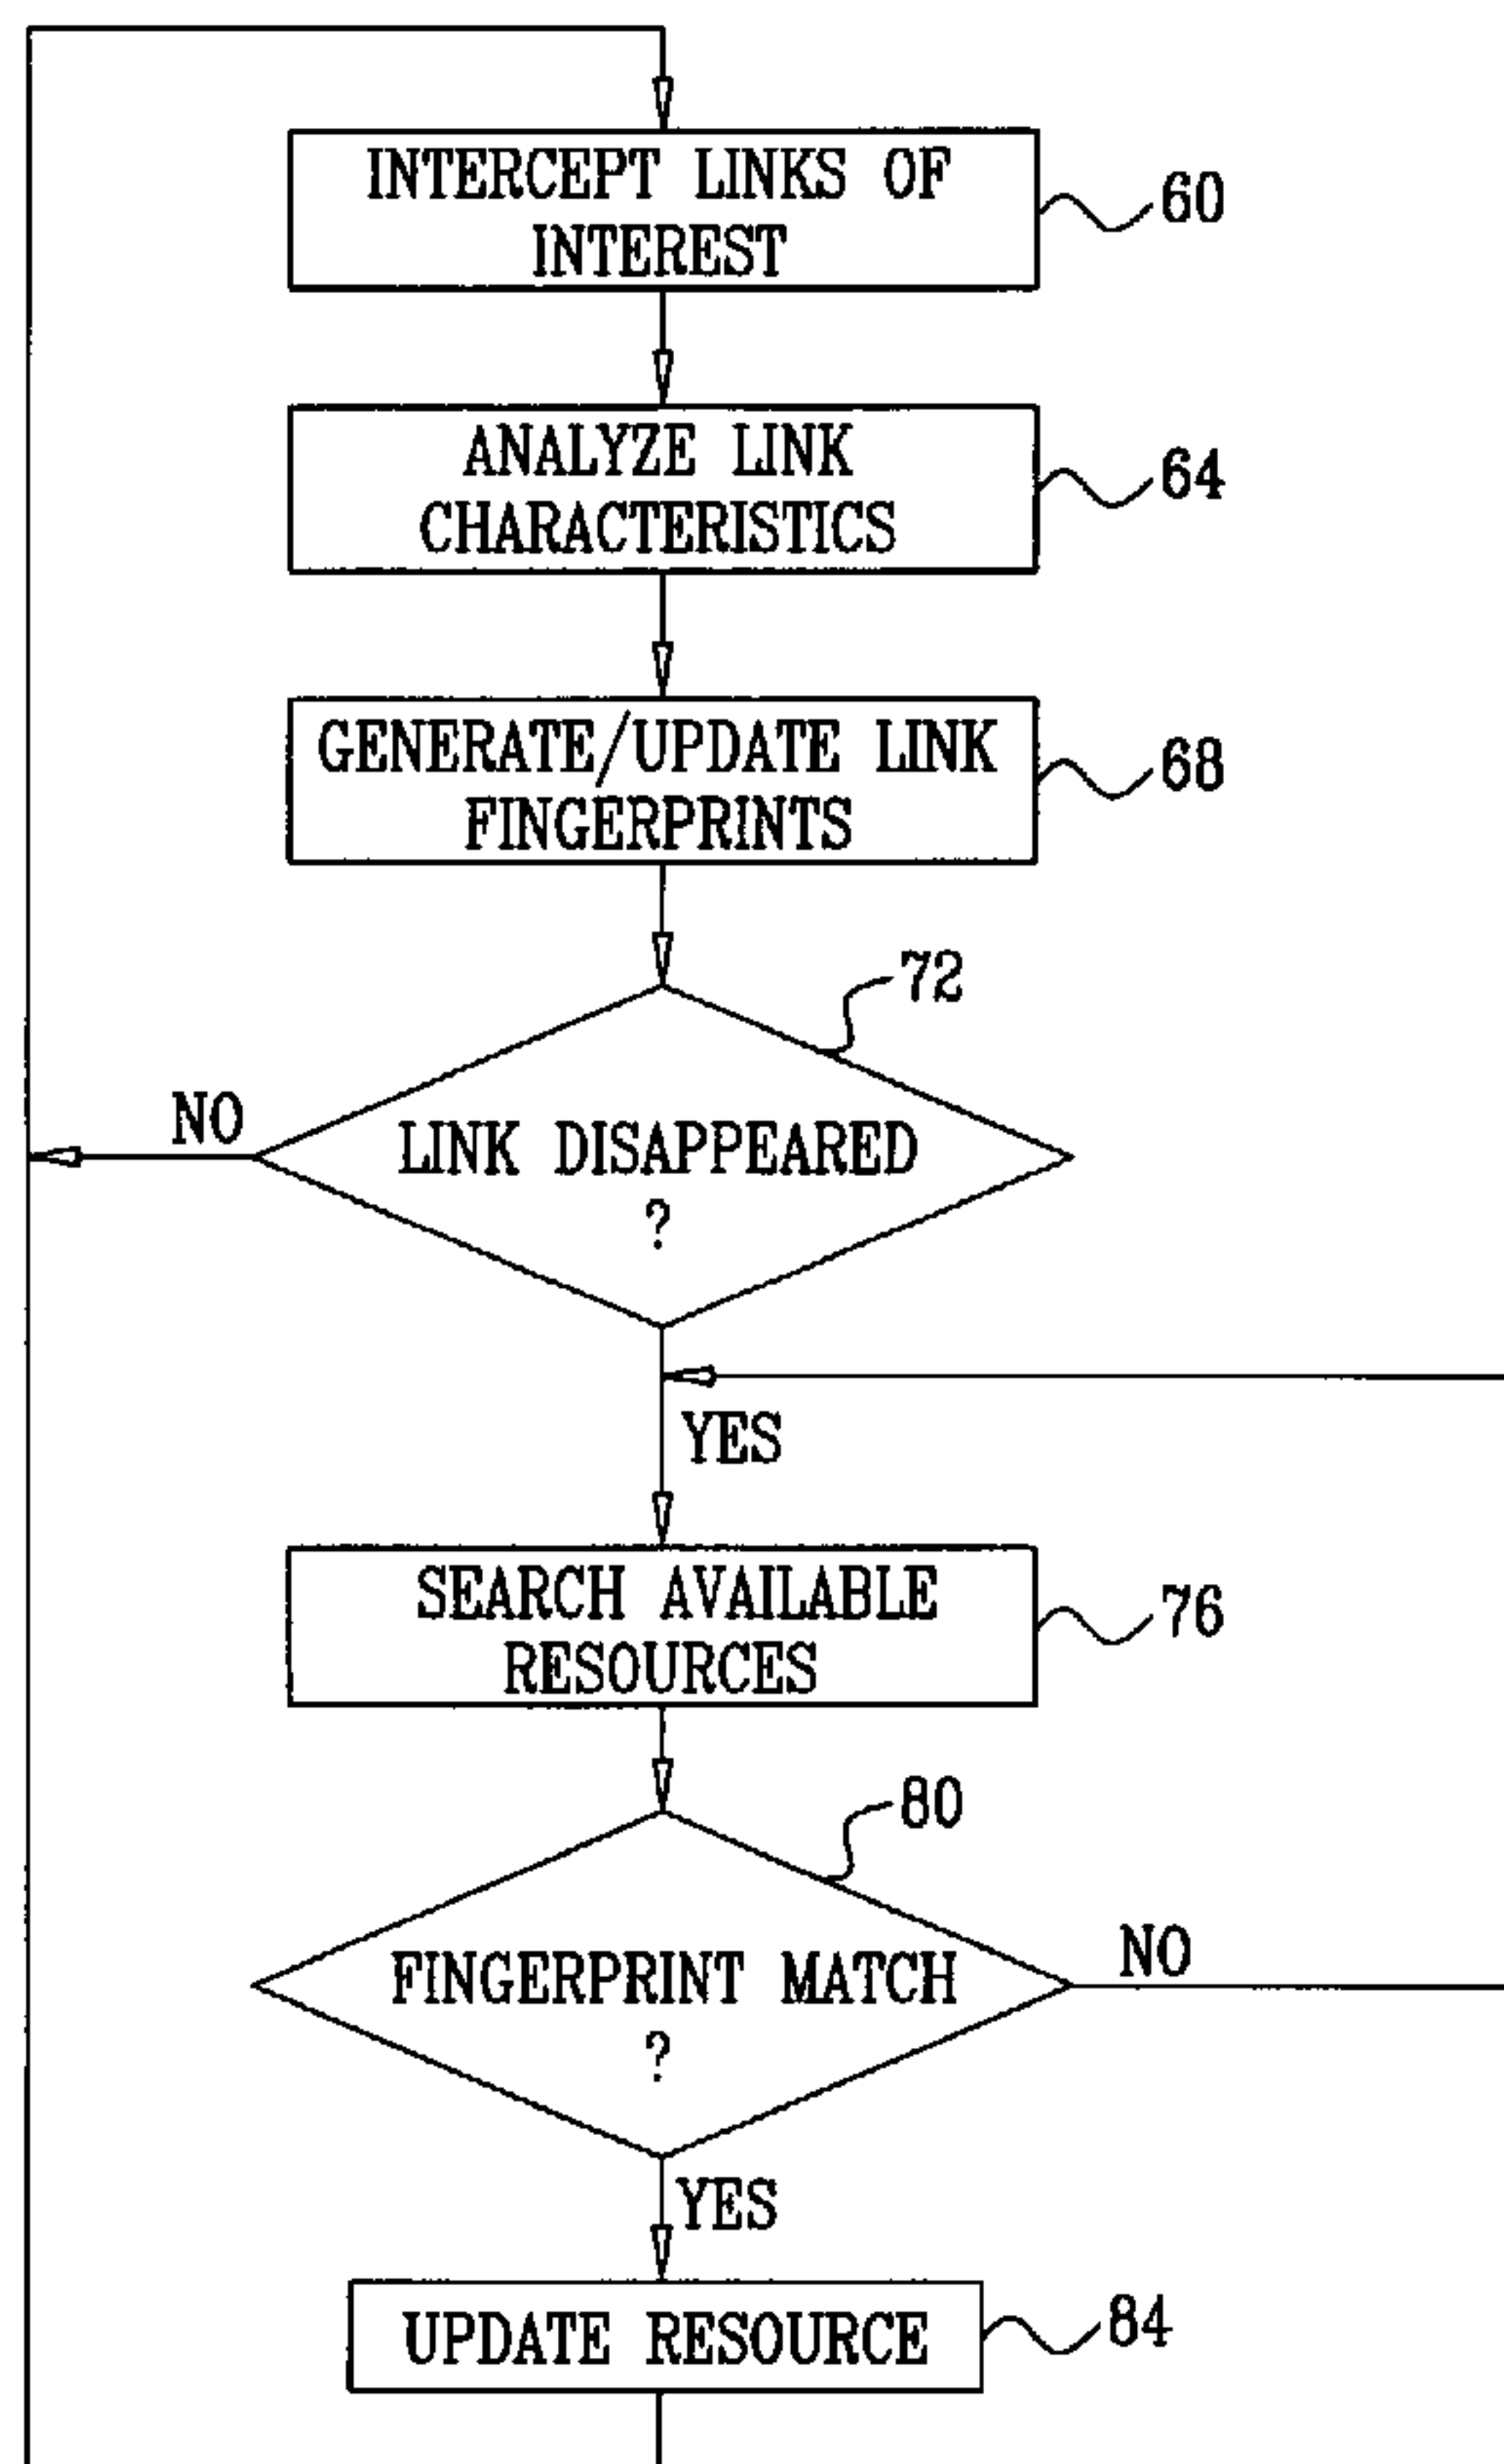 INTERCEPT LINKS OF
INTEREST
60
ANALYZE LINK
CHARACTERISTICS
64
GENERATE/UPDATE LINK
FINGERPRINTS
68
72
NO
LINK DISAPPEARED
?
YES
SEARCH AVAILABLE
RESOURCES
76
80
FINGERPRINT MATCH
?
NO
YES
UPDATE RESOURCE
84